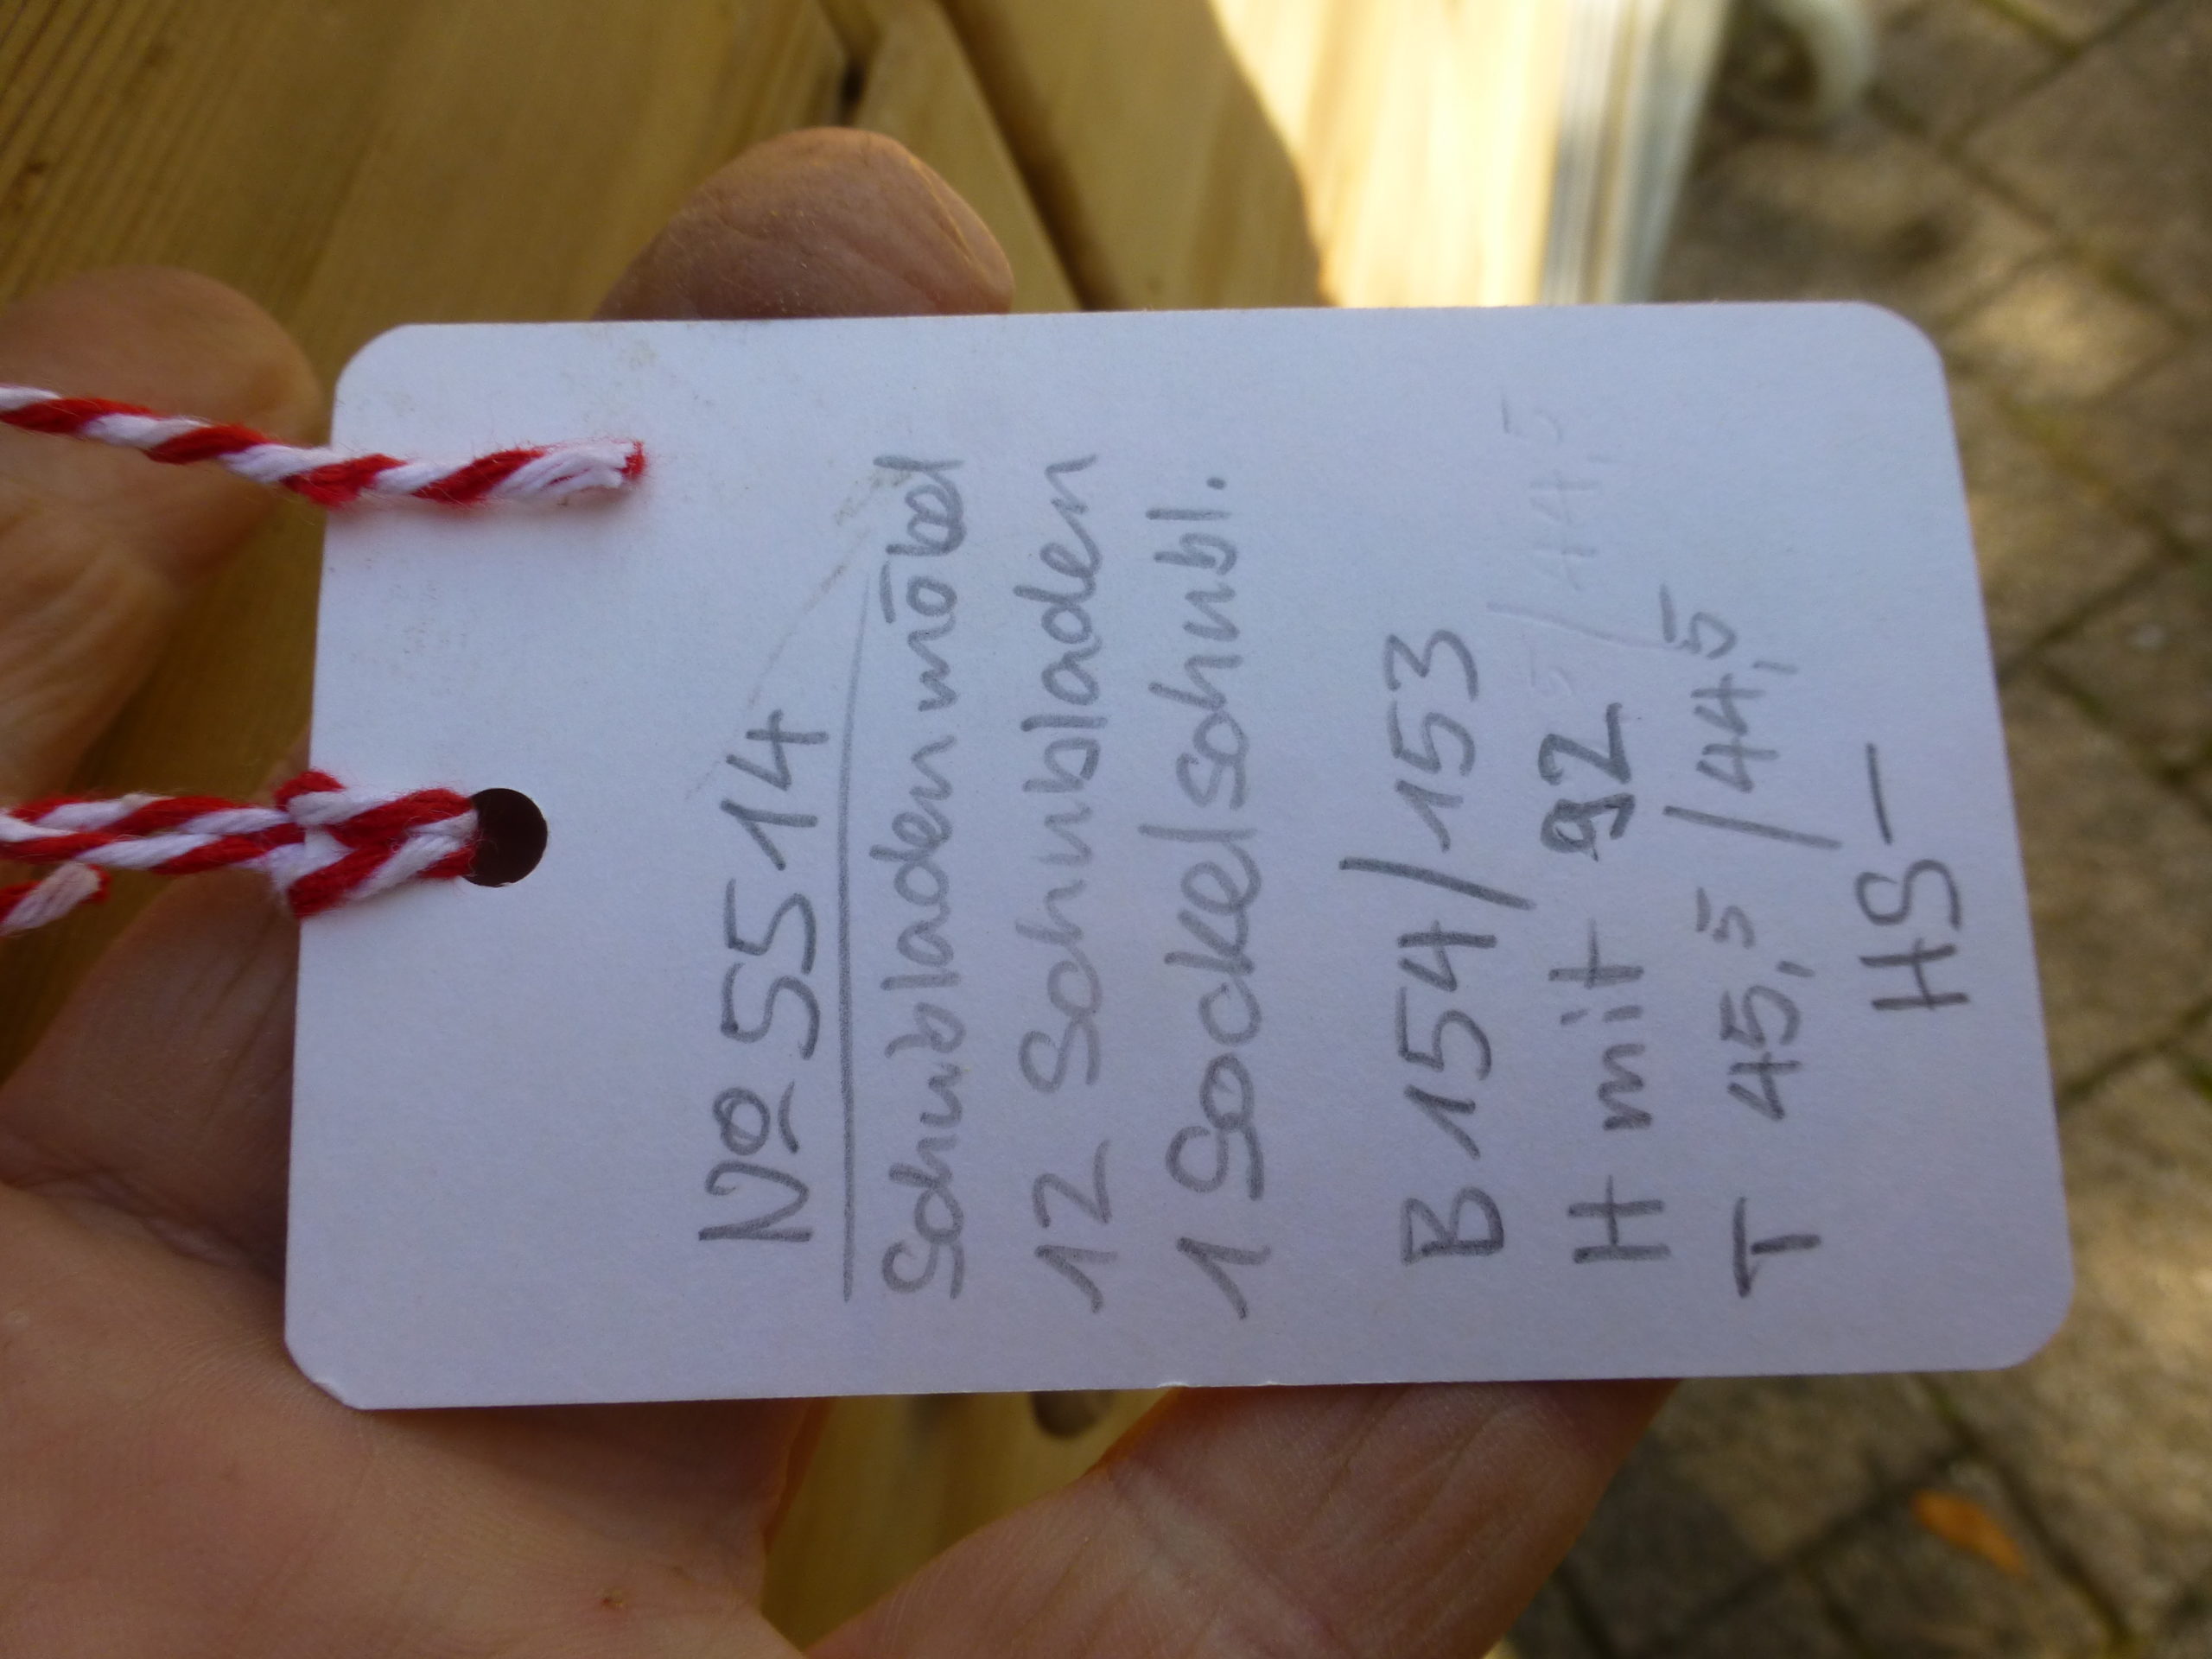 Nº 5514
Schubladenmöbel
12 Schubladen
1 Sockelschubl.
B 154/153
H mit 92
T 45,5/44,5
HS—